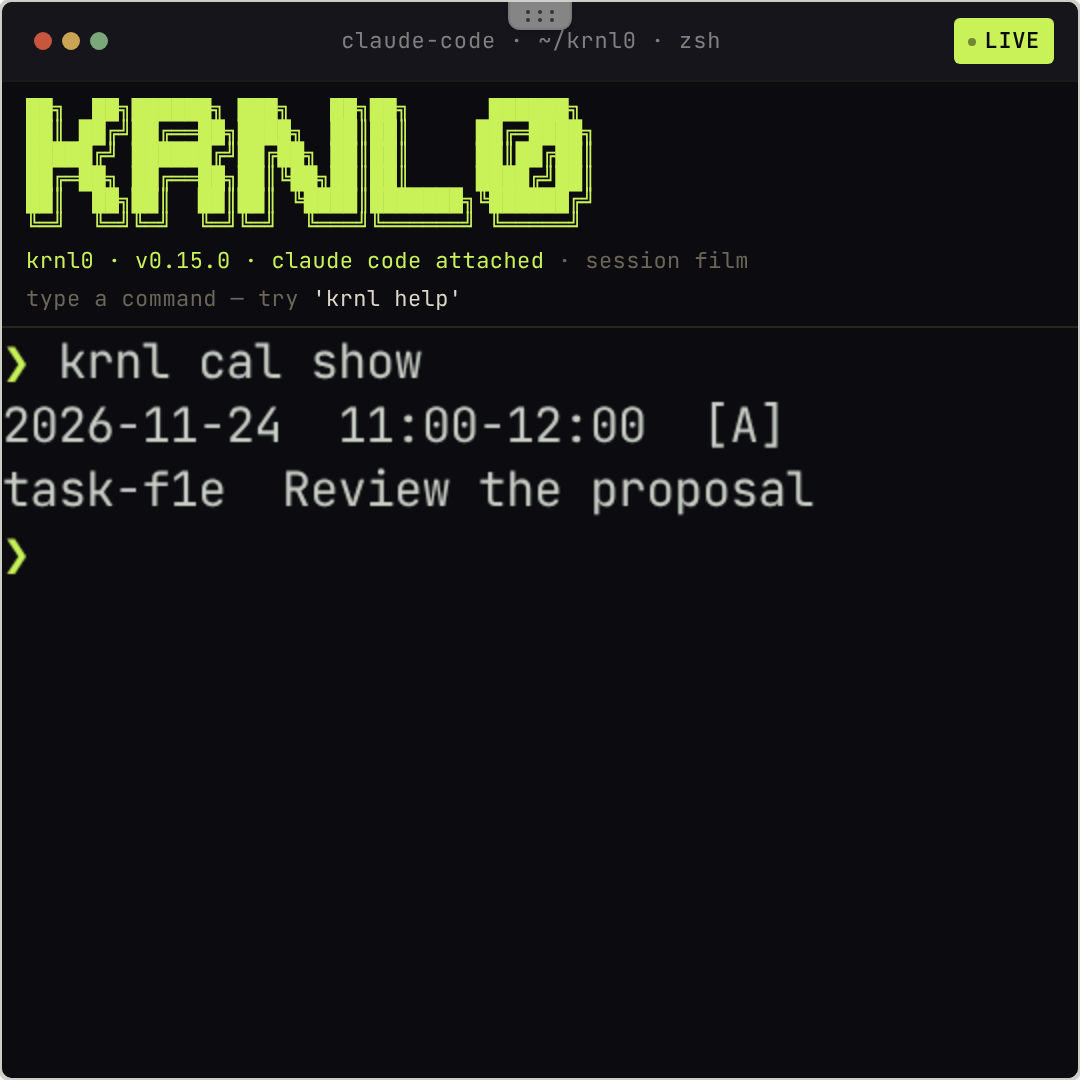 claude-code · ~/krnl0 · zsh
LIVE
KRNL0
krnl0 · v0.15.0 · claude code attached · session film
type a command — try 'krnl help'
❯ krnl cal show
2026-11-24  11:00-12:00  [A]
task-f1e  Review the proposal
❯